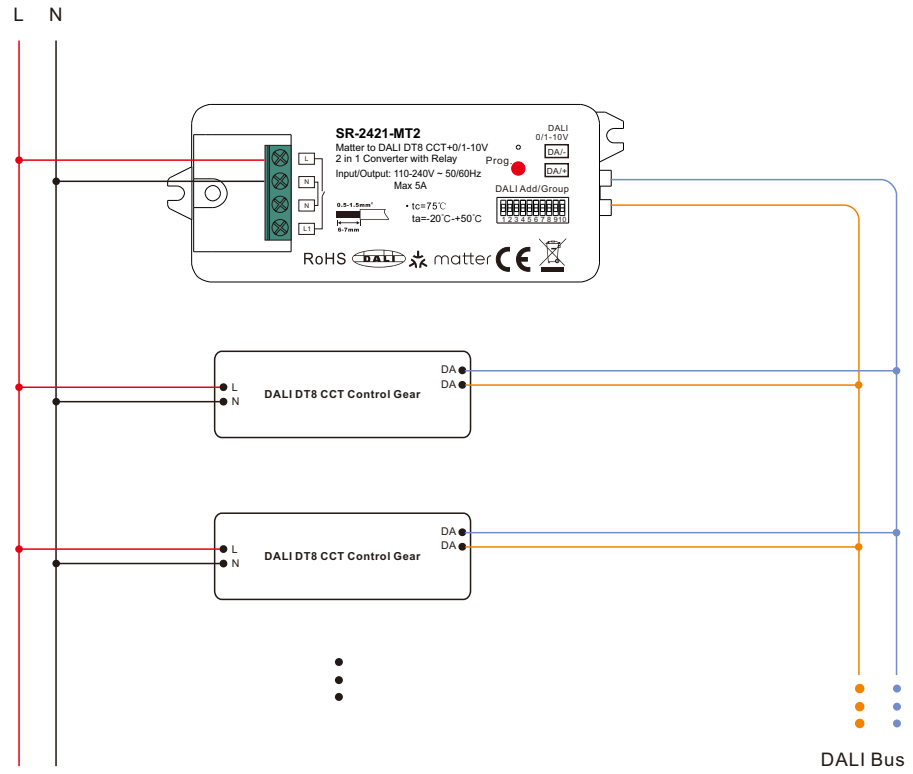 L N
SR-2421-MT2
Matter to DALI DT8 CCT+0/1-10V
2 in 1 Converter with Relay
Input/Output: 110-240V ~ 50/60Hz
Max 5A
L
N
N
L1
0.5-1.5mm²
6-7mm
• tc=75℃
ta=-20℃-+50℃
Prog.
DALI
0/1-10V
DA/-
DA/+
DALI Add/Group
1 2 3 4 5 6 7 8 9 10
RoHS DALI matter CE
DA
DA
L
N
DALI DT8 CCT Control Gear
DA
DA
L
N
DALI DT8 CCT Control Gear
DALI Bus